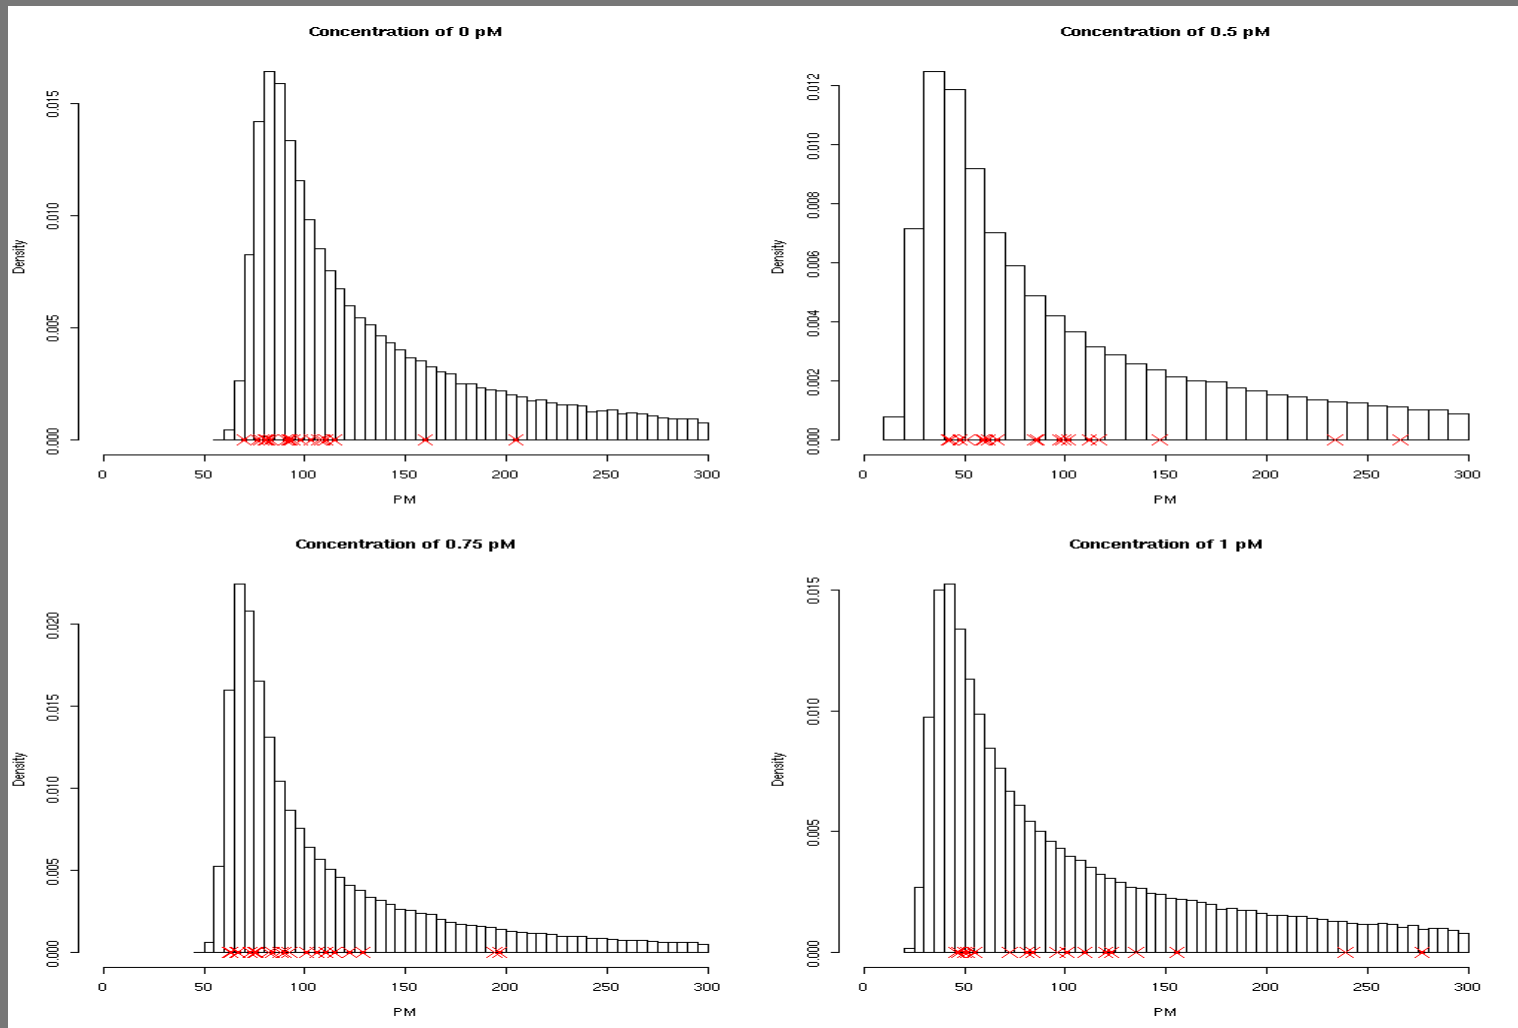 Concentration of 0 pM
Density
0.000 0.005 0.010 0.015
0 50 100 150 200 250 300
PM
Concentration of 0.5 pM
Density
0.000 0.002 0.004 0.006 0.008 0.010 0.012
0 50 100 150 200 250 300
PM
Concentration of 0.75 pM
Density
0.000 0.005 0.010 0.015 0.020
0 50 100 150 200 250 300
PM
Concentration of 1 pM
Density
0.000 0.005 0.010 0.015
0 50 100 150 200 250 300
PM